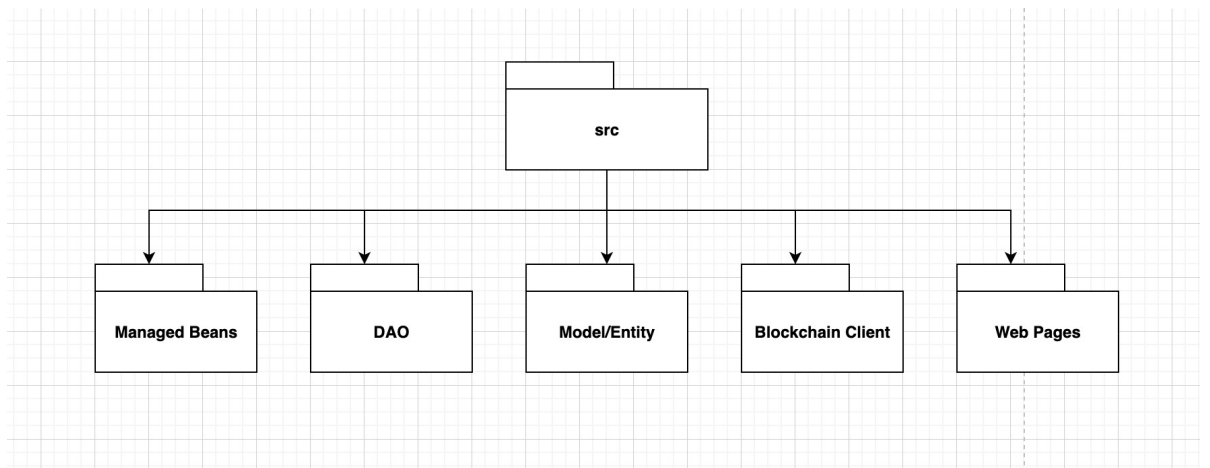 src
Managed Beans
DAO
Model/Entity
Blockchain Client
Web Pages